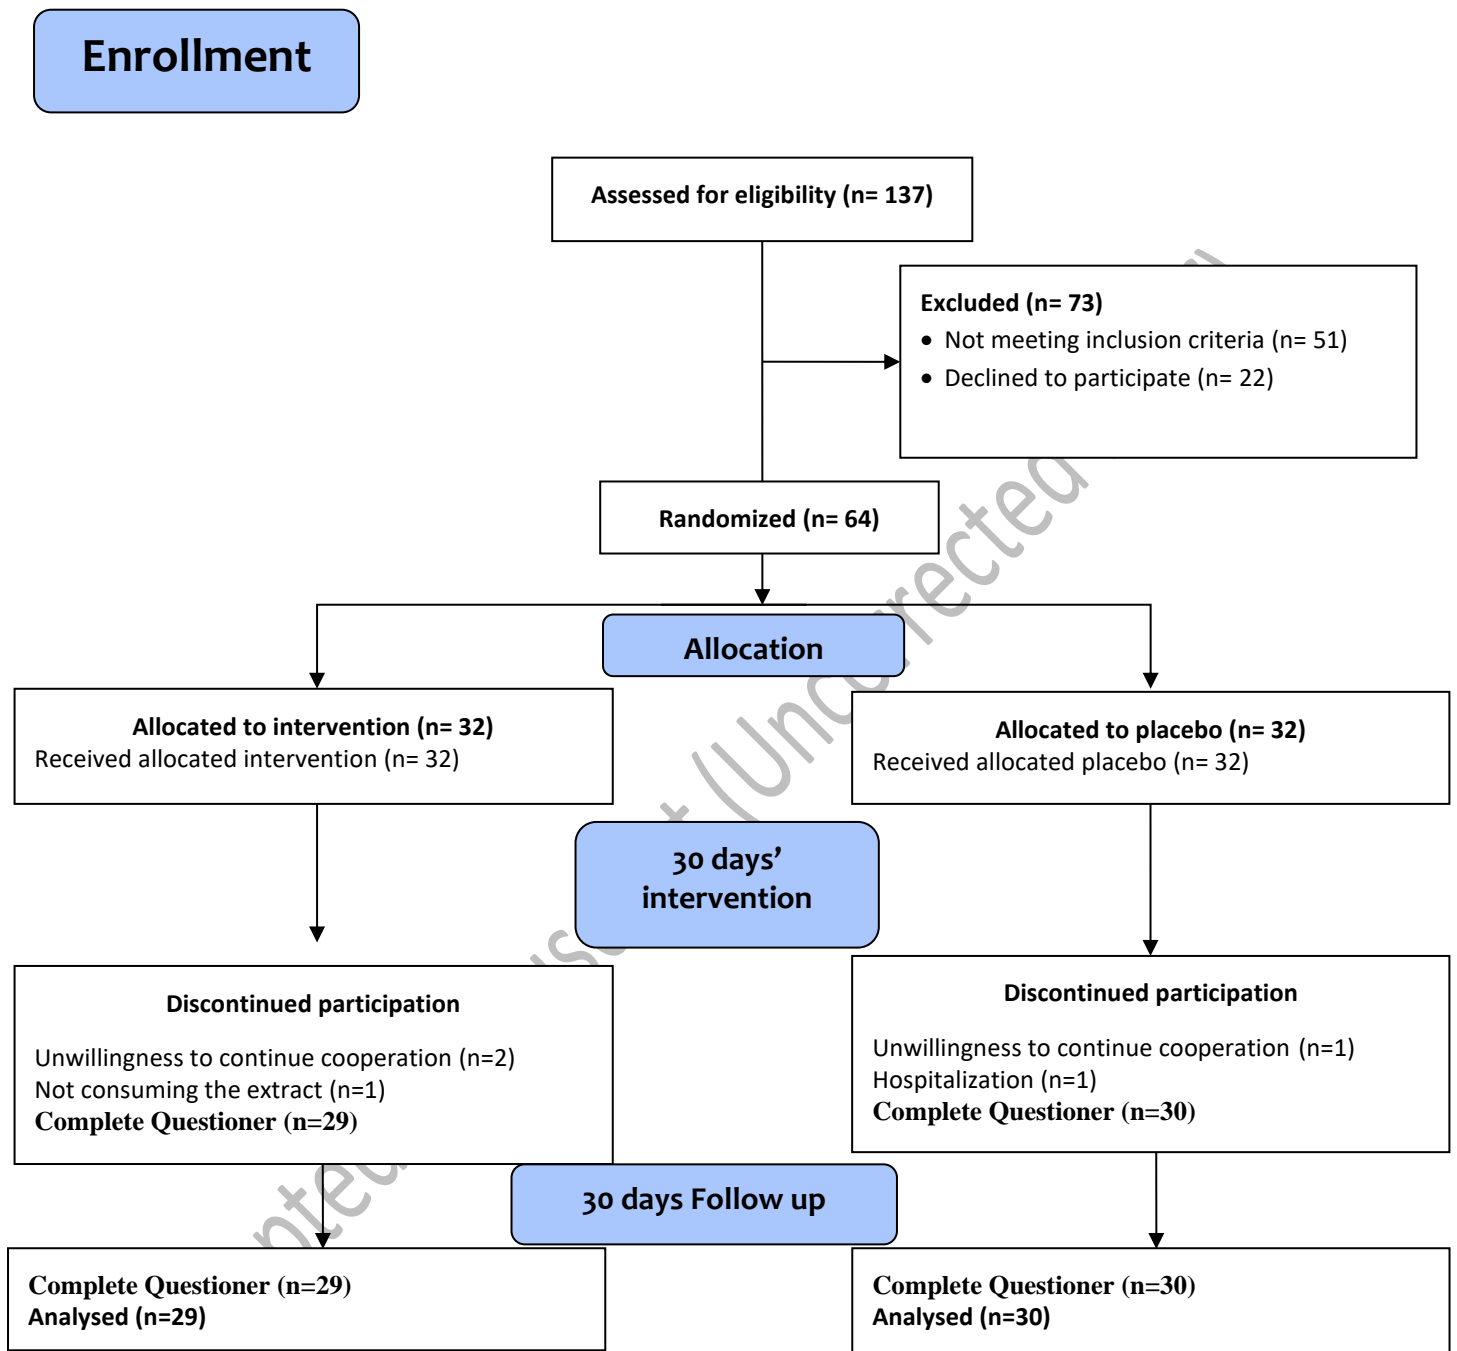 Enrollment
Assessed for eligibility (n= 137)
Excluded (n= 73)
• Not meeting inclusion criteria (n= 51)
• Declined to participate (n= 22)
Randomized (n= 64)
Allocation
Allocated to intervention (n= 32)
Received allocated intervention (n= 32)
Allocated to placebo (n= 32)
Received allocated placebo (n= 32)
30 days’
intervention
Discontinued participation
Unwillingness to continue cooperation (n=2)
Not consuming the extract (n=1)
Complete Questioner (n=29)
Discontinued participation
Unwillingness to continue cooperation (n=1)
Hospitalization (n=1)
Complete Questioner (n=30)
30 days Follow up
Complete Questioner (n=29)
Analysed (n=29)
Complete Questioner (n=30)
Analysed (n=30)
(Uncorrected